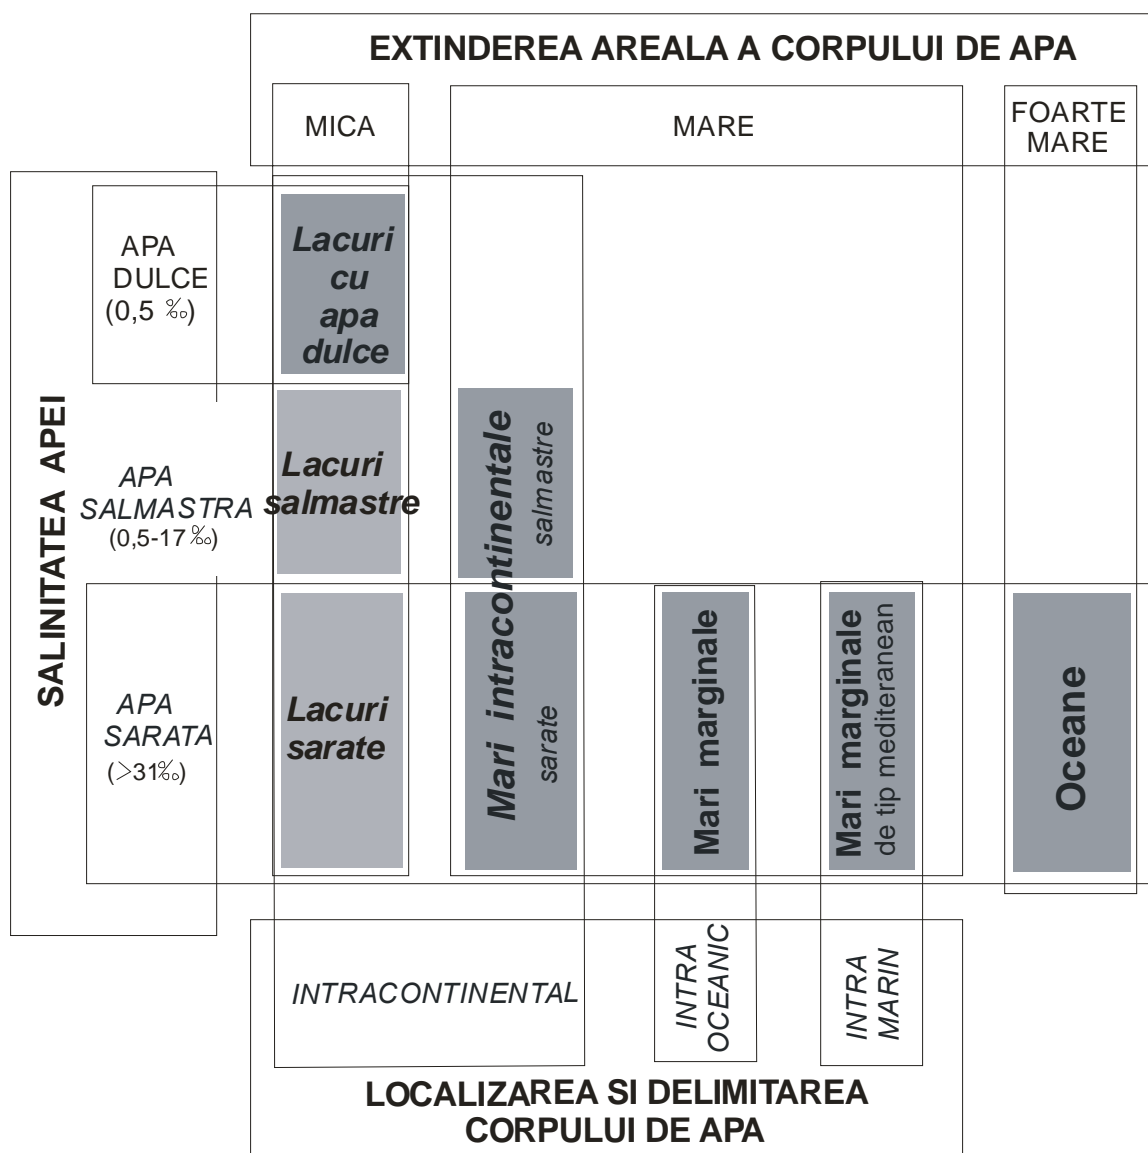 EXTINDEREA AREALA A CORPULUI DE APA
MICA
MARE
FOARTE
MARE
SALINITATEA APEI
APA
DULCE
(0,5 ‰)
Lacuri
cu
apa
dulce
APA
SALMASTRA
(0,5-17‰)
Lacuri
salmastre
Mari intracontinentale
salmastre
sarate
APA
SARATA
(>31‰)
Lacuri
sarate
Mari marginale
Mari marginale
de tip mediteranean
Oceane
INTRACONTINENTAL
INTRA
OCEANIC
INTRA
MARIN
LOCALIZAREA SI DELIMITAREA
CORPULUI DE APA